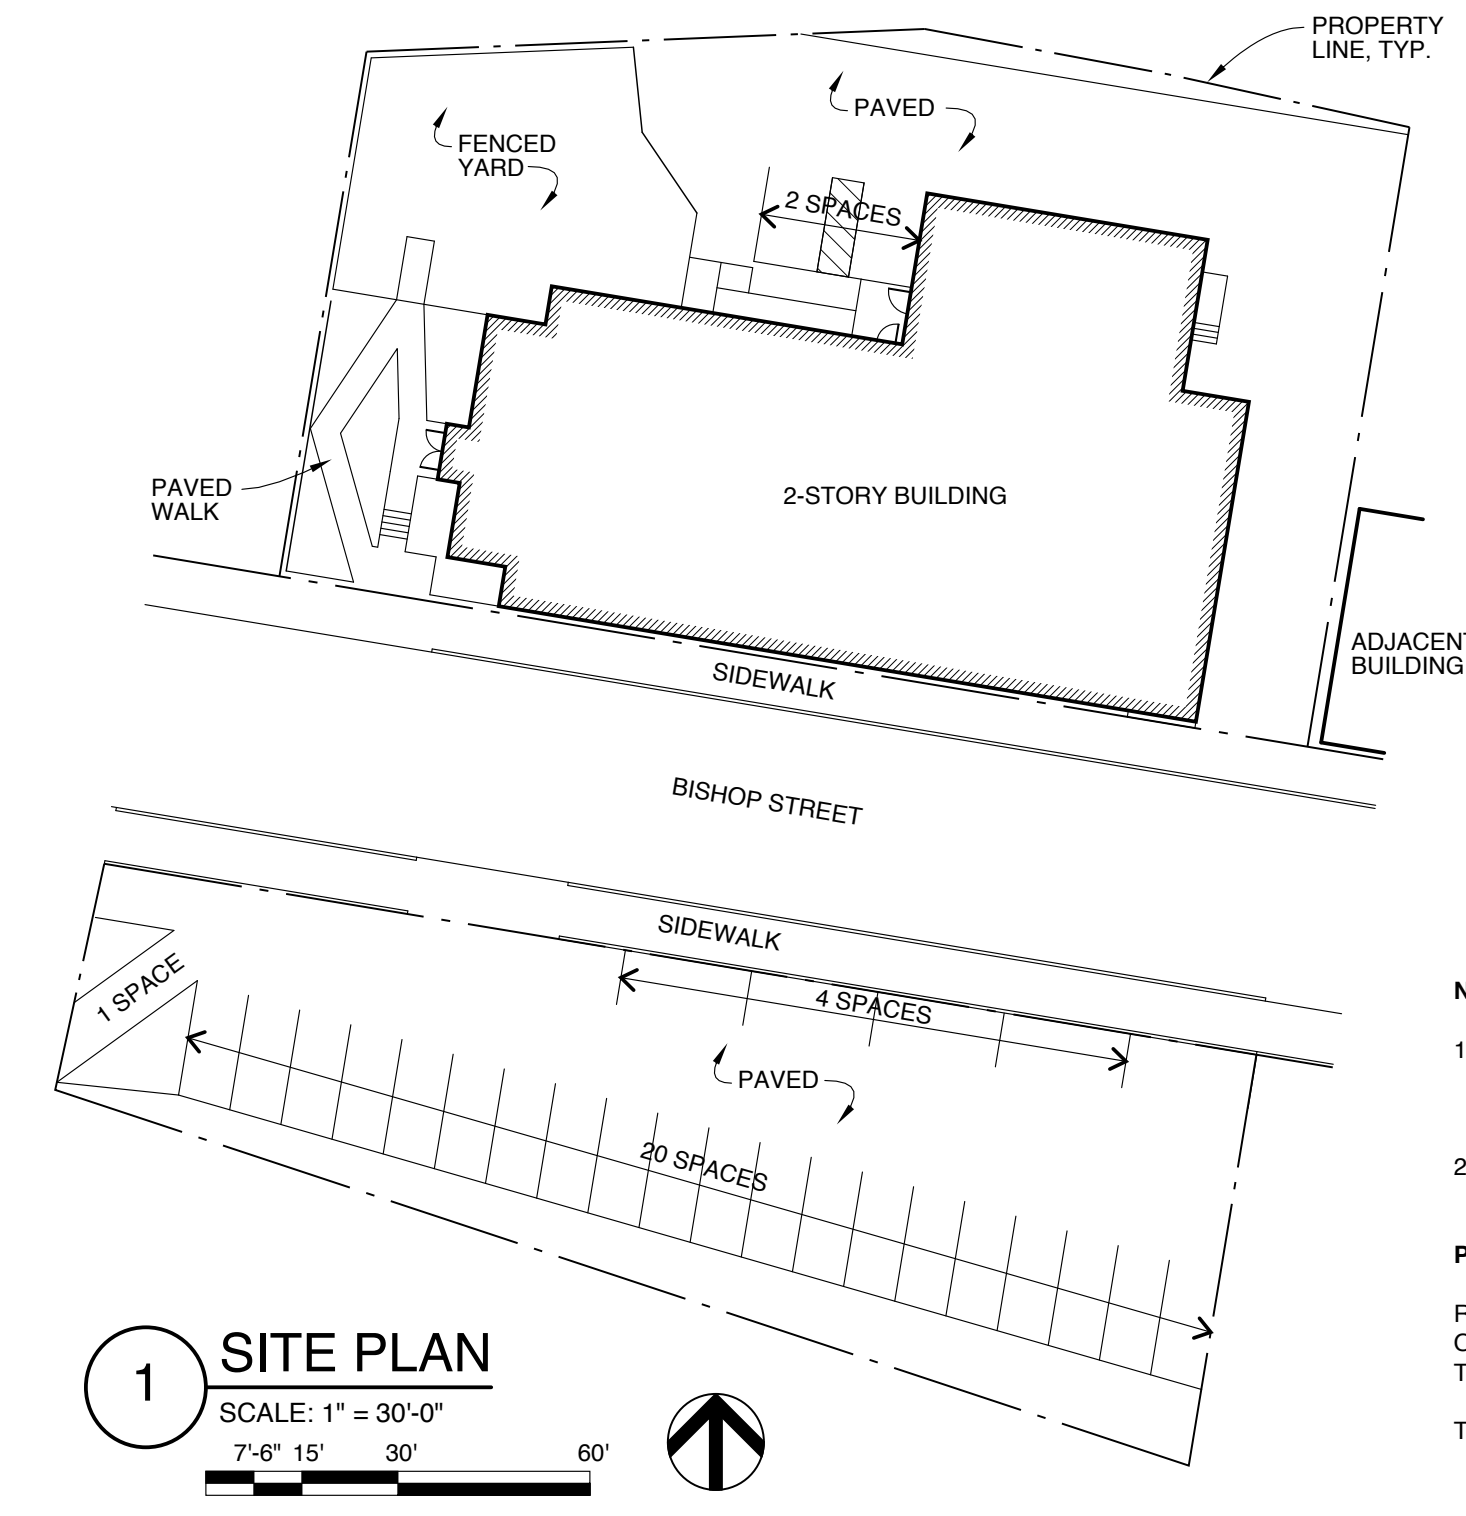 PROPERTY
LINE, TYP.
PAVED
FENCED
YARD
2 SPACES
PAVED
WALK
2-STORY BUILDING
ADJACENT
BUILDING
SIDEWALK
BISHOP STREET
SIDEWALK
1 SPACE
4 SPACES
PAVED
20 SPACES
N
1
2
P
R
C
T
T
1
SITE PLAN
SCALE: 1" = 30'-0"
7'-6" 15' 30' 60'